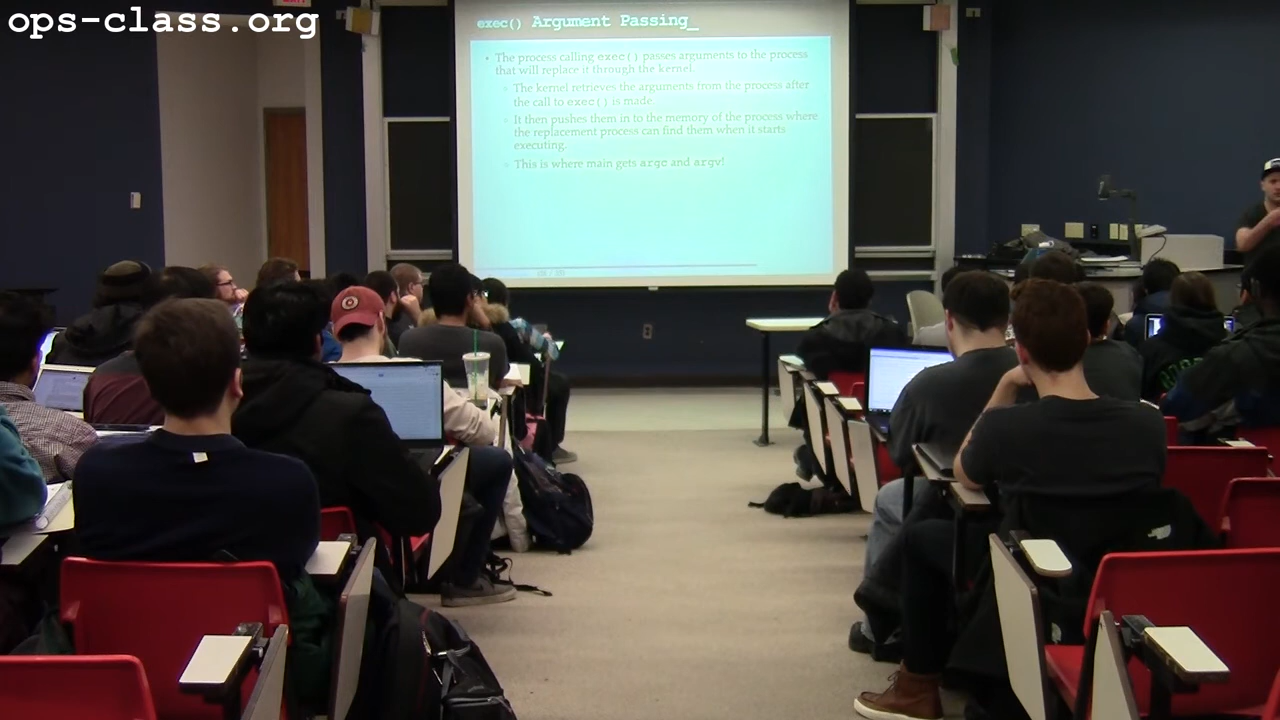 ops-class.org
EXIT
exec() Argument Passing_
• The process calling exec() passes arguments to the process
that will replace it through the kernel.
○ The kernel retrieves the arguments from the process after
the call to exec() is made.
○ It then pushes them in to the memory of the process where
the replacement process can find them when it starts
executing.
○ This is where main gets argc and argv!